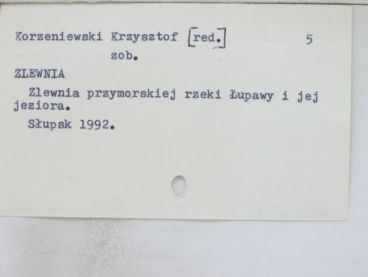 Korzeniewski Krzysztof [red.] 5
zob.
ZLEWNIA
Zlewnia przymorskiej rzeki Łupawy i jej
jeziora.
Słupsk 1992.